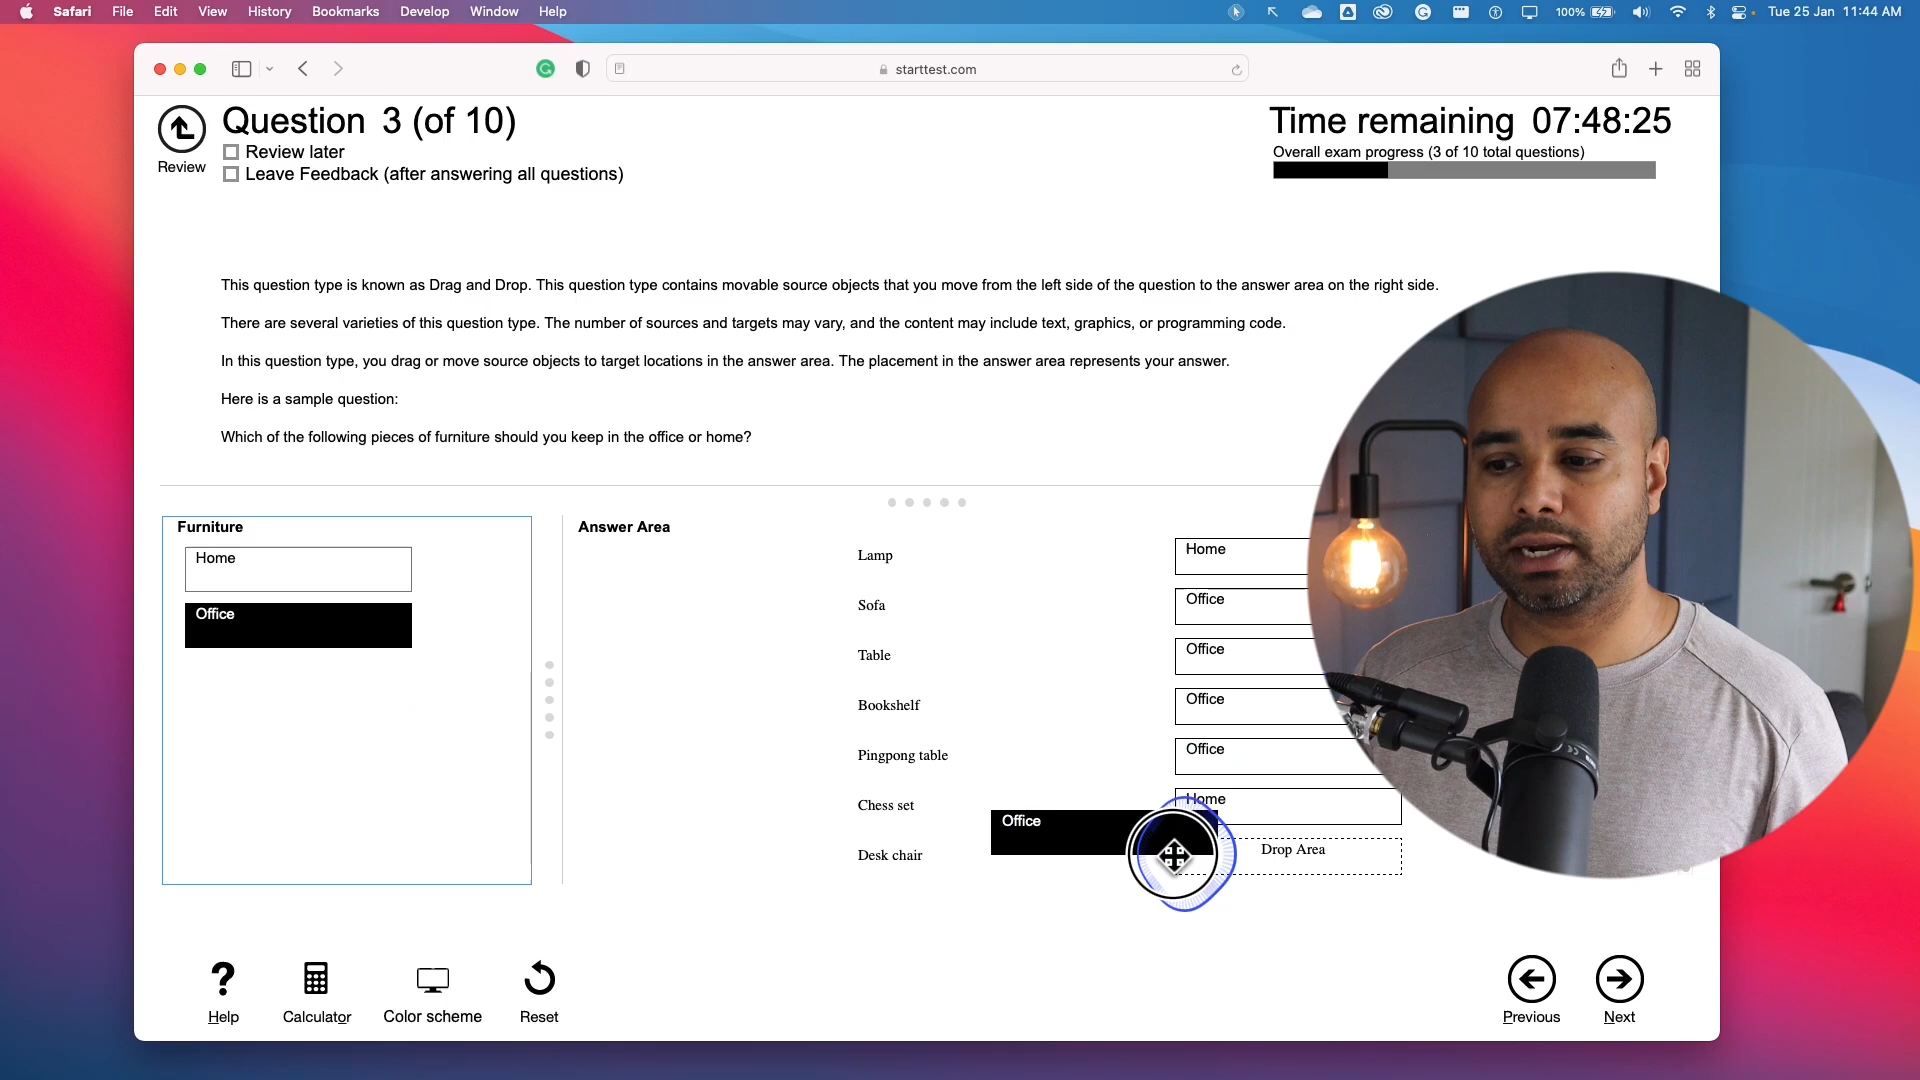 Safari File Edit View History Bookmarks Develop Window Help 100% Tue 25 Jan 11:44 AM
starttest.com
Question 3 (of 10)
Time remaining 07:48:25
Review later
Overall exam progress (3 of 10 total questions)
Review
Leave Feedback (after answering all questions)
This question type is known as Drag and Drop. This question type contains movable source objects that you move from the left side of the question to the answer area on the right side.
There are several varieties of this question type. The number of sources and targets may vary, and the content may include text, graphics, or programming code.
In this question type, you drag or move source objects to target locations in the answer area. The placement in the answer area represents your answer.
Here is a sample question:
Which of the following pieces of furniture should you keep in the office or home?
Furniture
Home
Office
Answer Area
Lamp Home
Sofa Office
Table Office
Bookshelf Office
Pingpong table Office
Chess set Home
Office
Desk chair Drop Area
Help Calculator Color scheme Reset
Previous Next